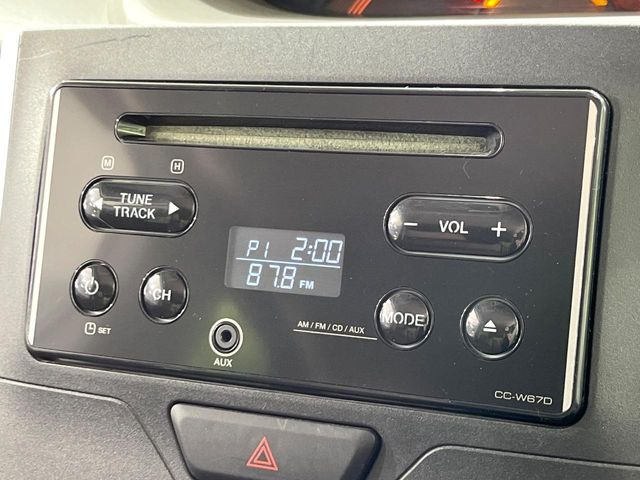 M H
TUNE
TRACK
− VOL +
P1 2:00
87.8 FM
CH
MODE
SET
AM / FM / CD / AUX
AUX
CC-W67D